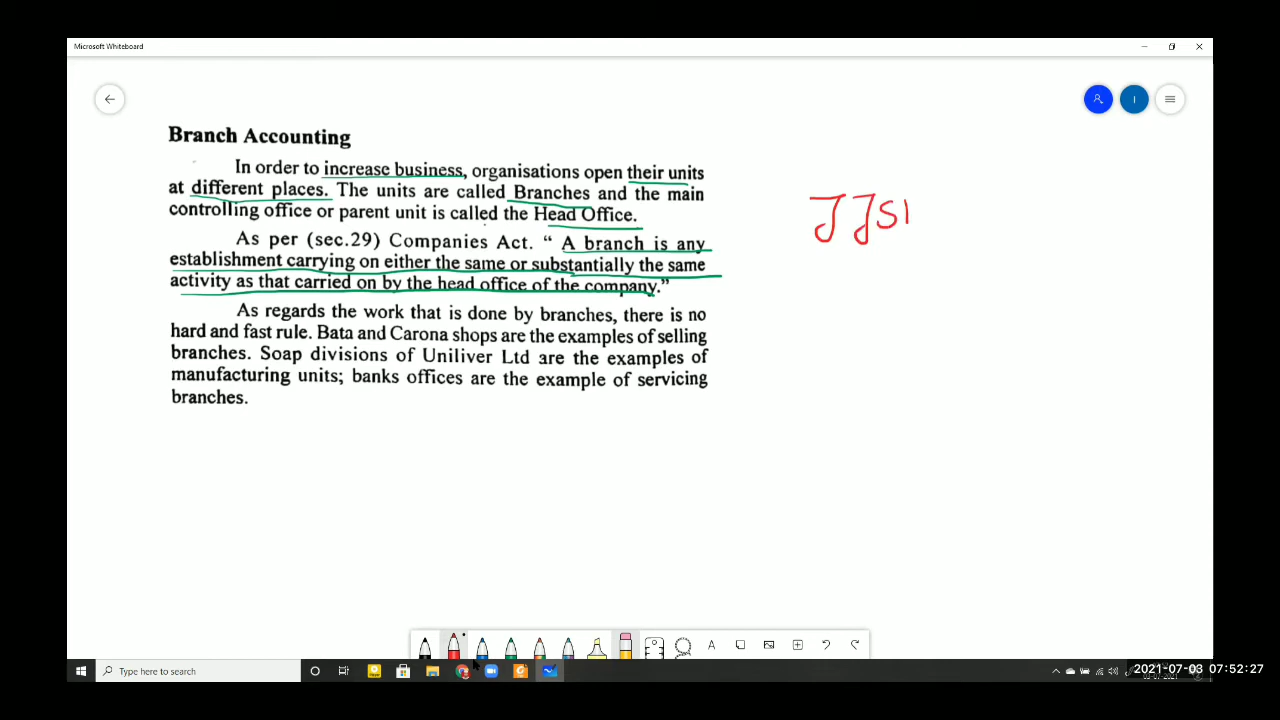 Microsoft Whiteboard
Branch Accounting
In order to increase business, organisations open their units
at different places. The units are called Branches and the main
controlling office or parent unit is called the Head Office.
As per (sec.29) Companies Act. “ A branch is any
establishment carrying on either the same or substantially the same
activity as that carried on by the head office of the company.”
As regards the work that is done by branches, there is no
hard and fast rule. Bata and Carona shops are the examples of selling
branches. Soap divisions of Uniliver Ltd are the examples of
manufacturing units; banks offices are the example of servicing
branches.
JJSI
Type here to search
2021-07-03 07:52:27